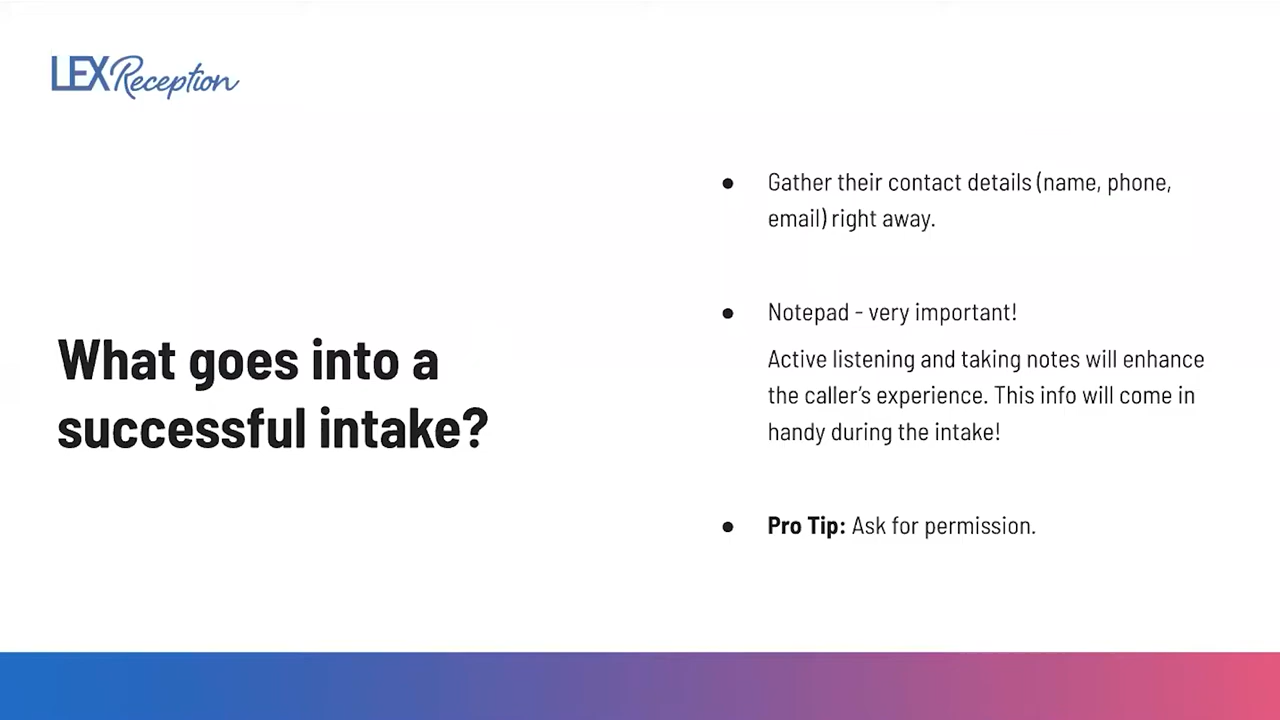 LEX Reception
What goes into a
successful intake?
● Gather their contact details (name, phone,
email) right away.
● Notepad - very important!
Active listening and taking notes will enhance
the caller’s experience. This info will come in
handy during the intake!
● Pro Tip: Ask for permission.